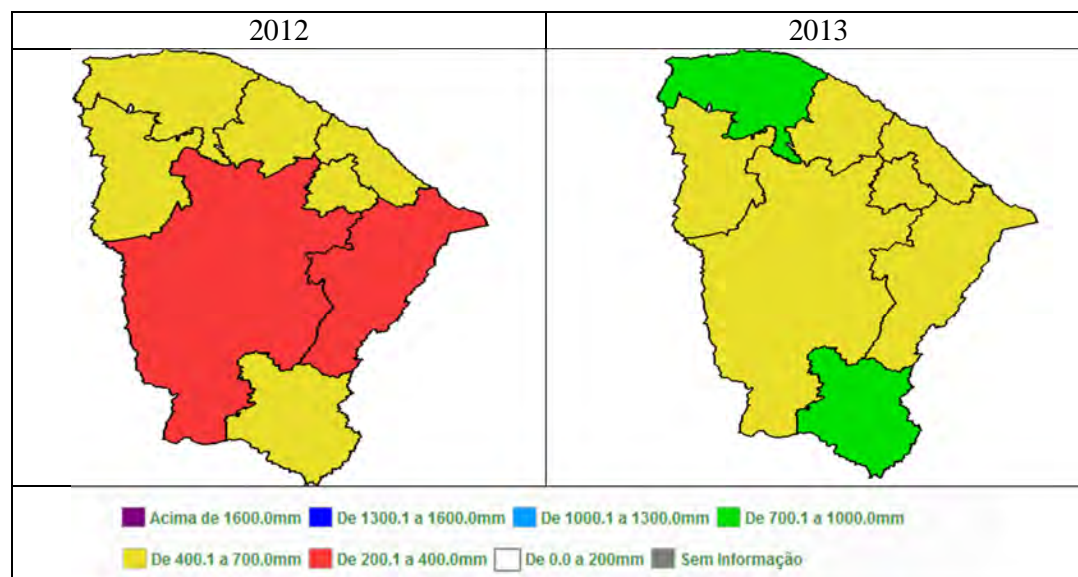 2012 2013
Acima de 1600.0mm De 1300.1 a 1600.0mm De 1000.1 a 1300.0mm De 700.1 a 1000.0mm
De 400.1 a 700.0mm De 200.1 a 400.0mm De 0.0 a 200mm Sem Informação